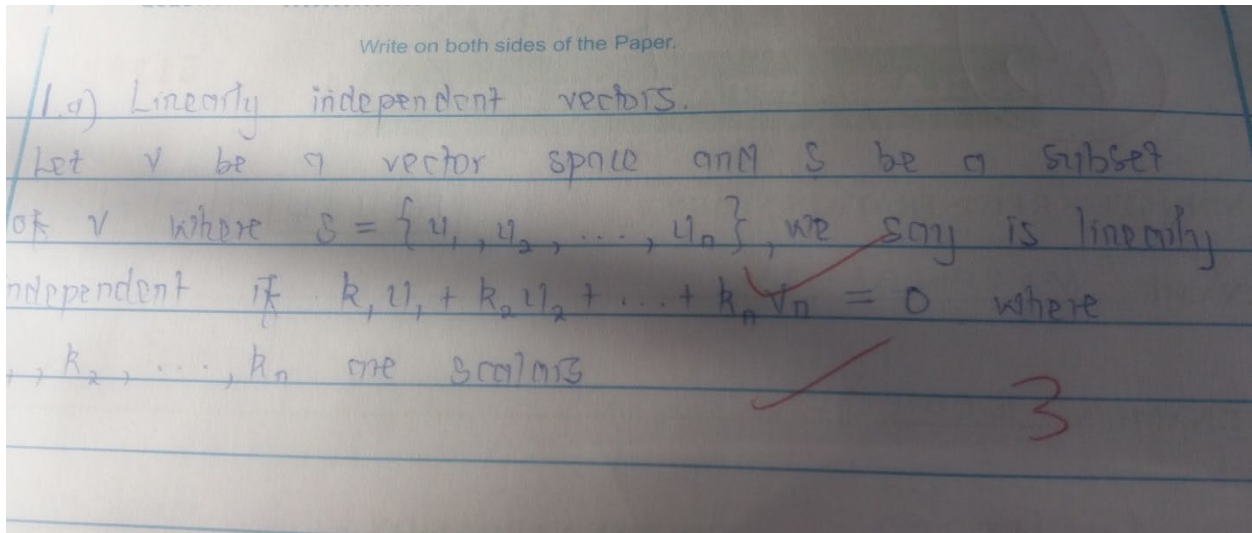 Write on both sides of the Paper.
1.a) Linearly independent vectors.
Let V be a vector space and S be a subset
of V where S = {u₁, u₂, ..., uₙ}, we say is linearly
ndependent if k₁u₁ + k₂u₂ + ... + kₙvₙ = 0 where
, k₂, ..., kₙ are scalars
3